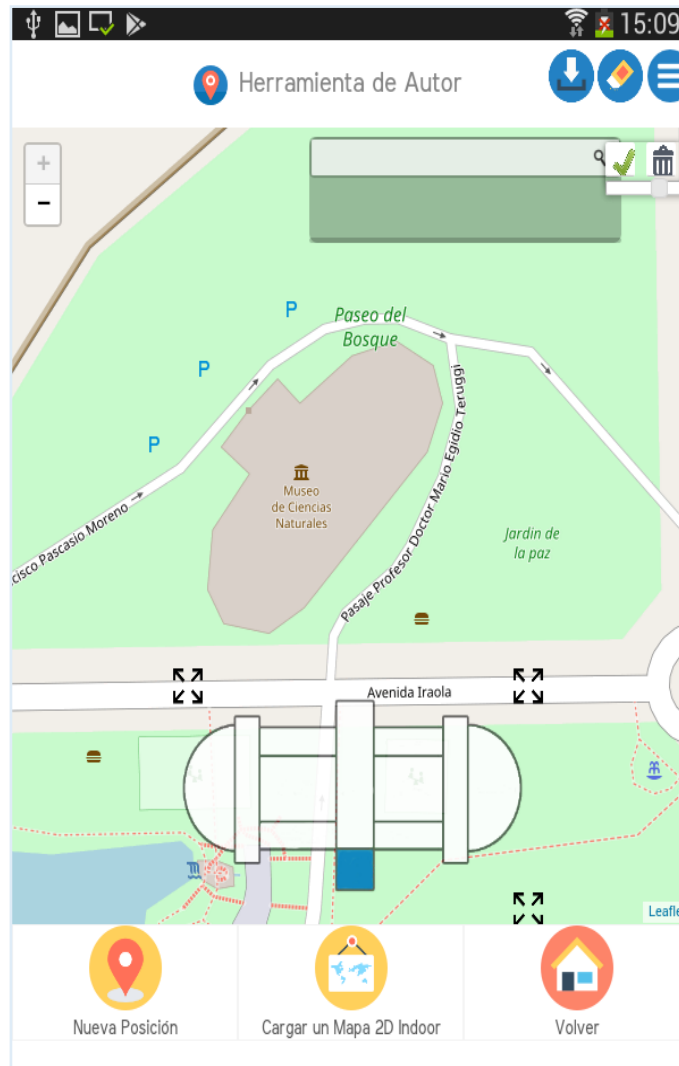 15:09
Herramienta de Autor
+
-
P
Paseo del
Bosque
P
P
Museo
de Ciencias
Naturales
cisco Pascasio Moreno
Pasaje Profesor Doctor Mario Egidio Teruggi
Jardin de
la paz
Avenida Iraola
Leafle
Nueva Posición
Cargar un Mapa 2D Indoor
Volver